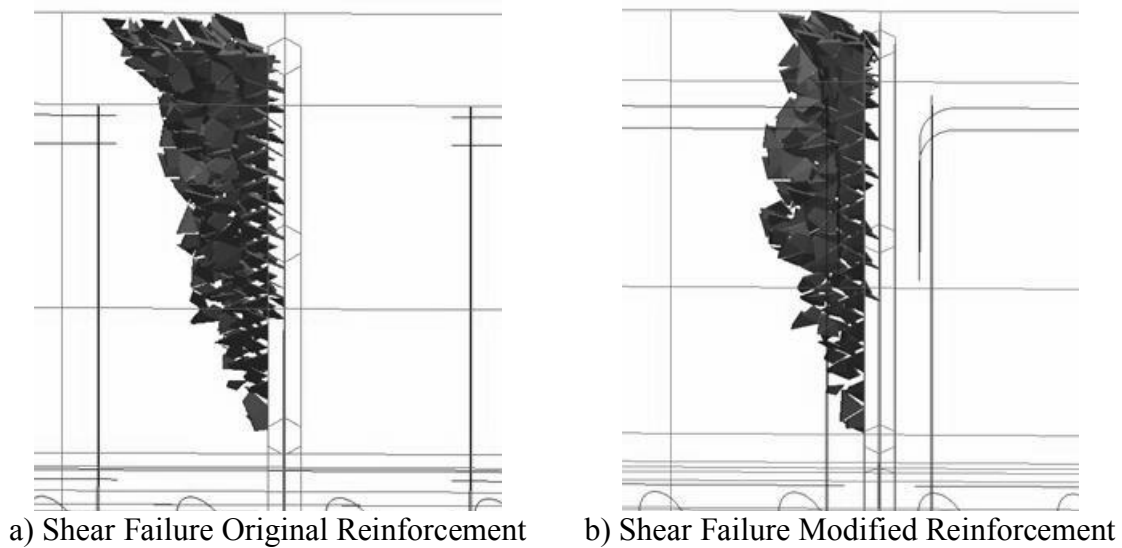 a) Shear Failure Original Reinforcement
b) Shear Failure Modified Reinforcement